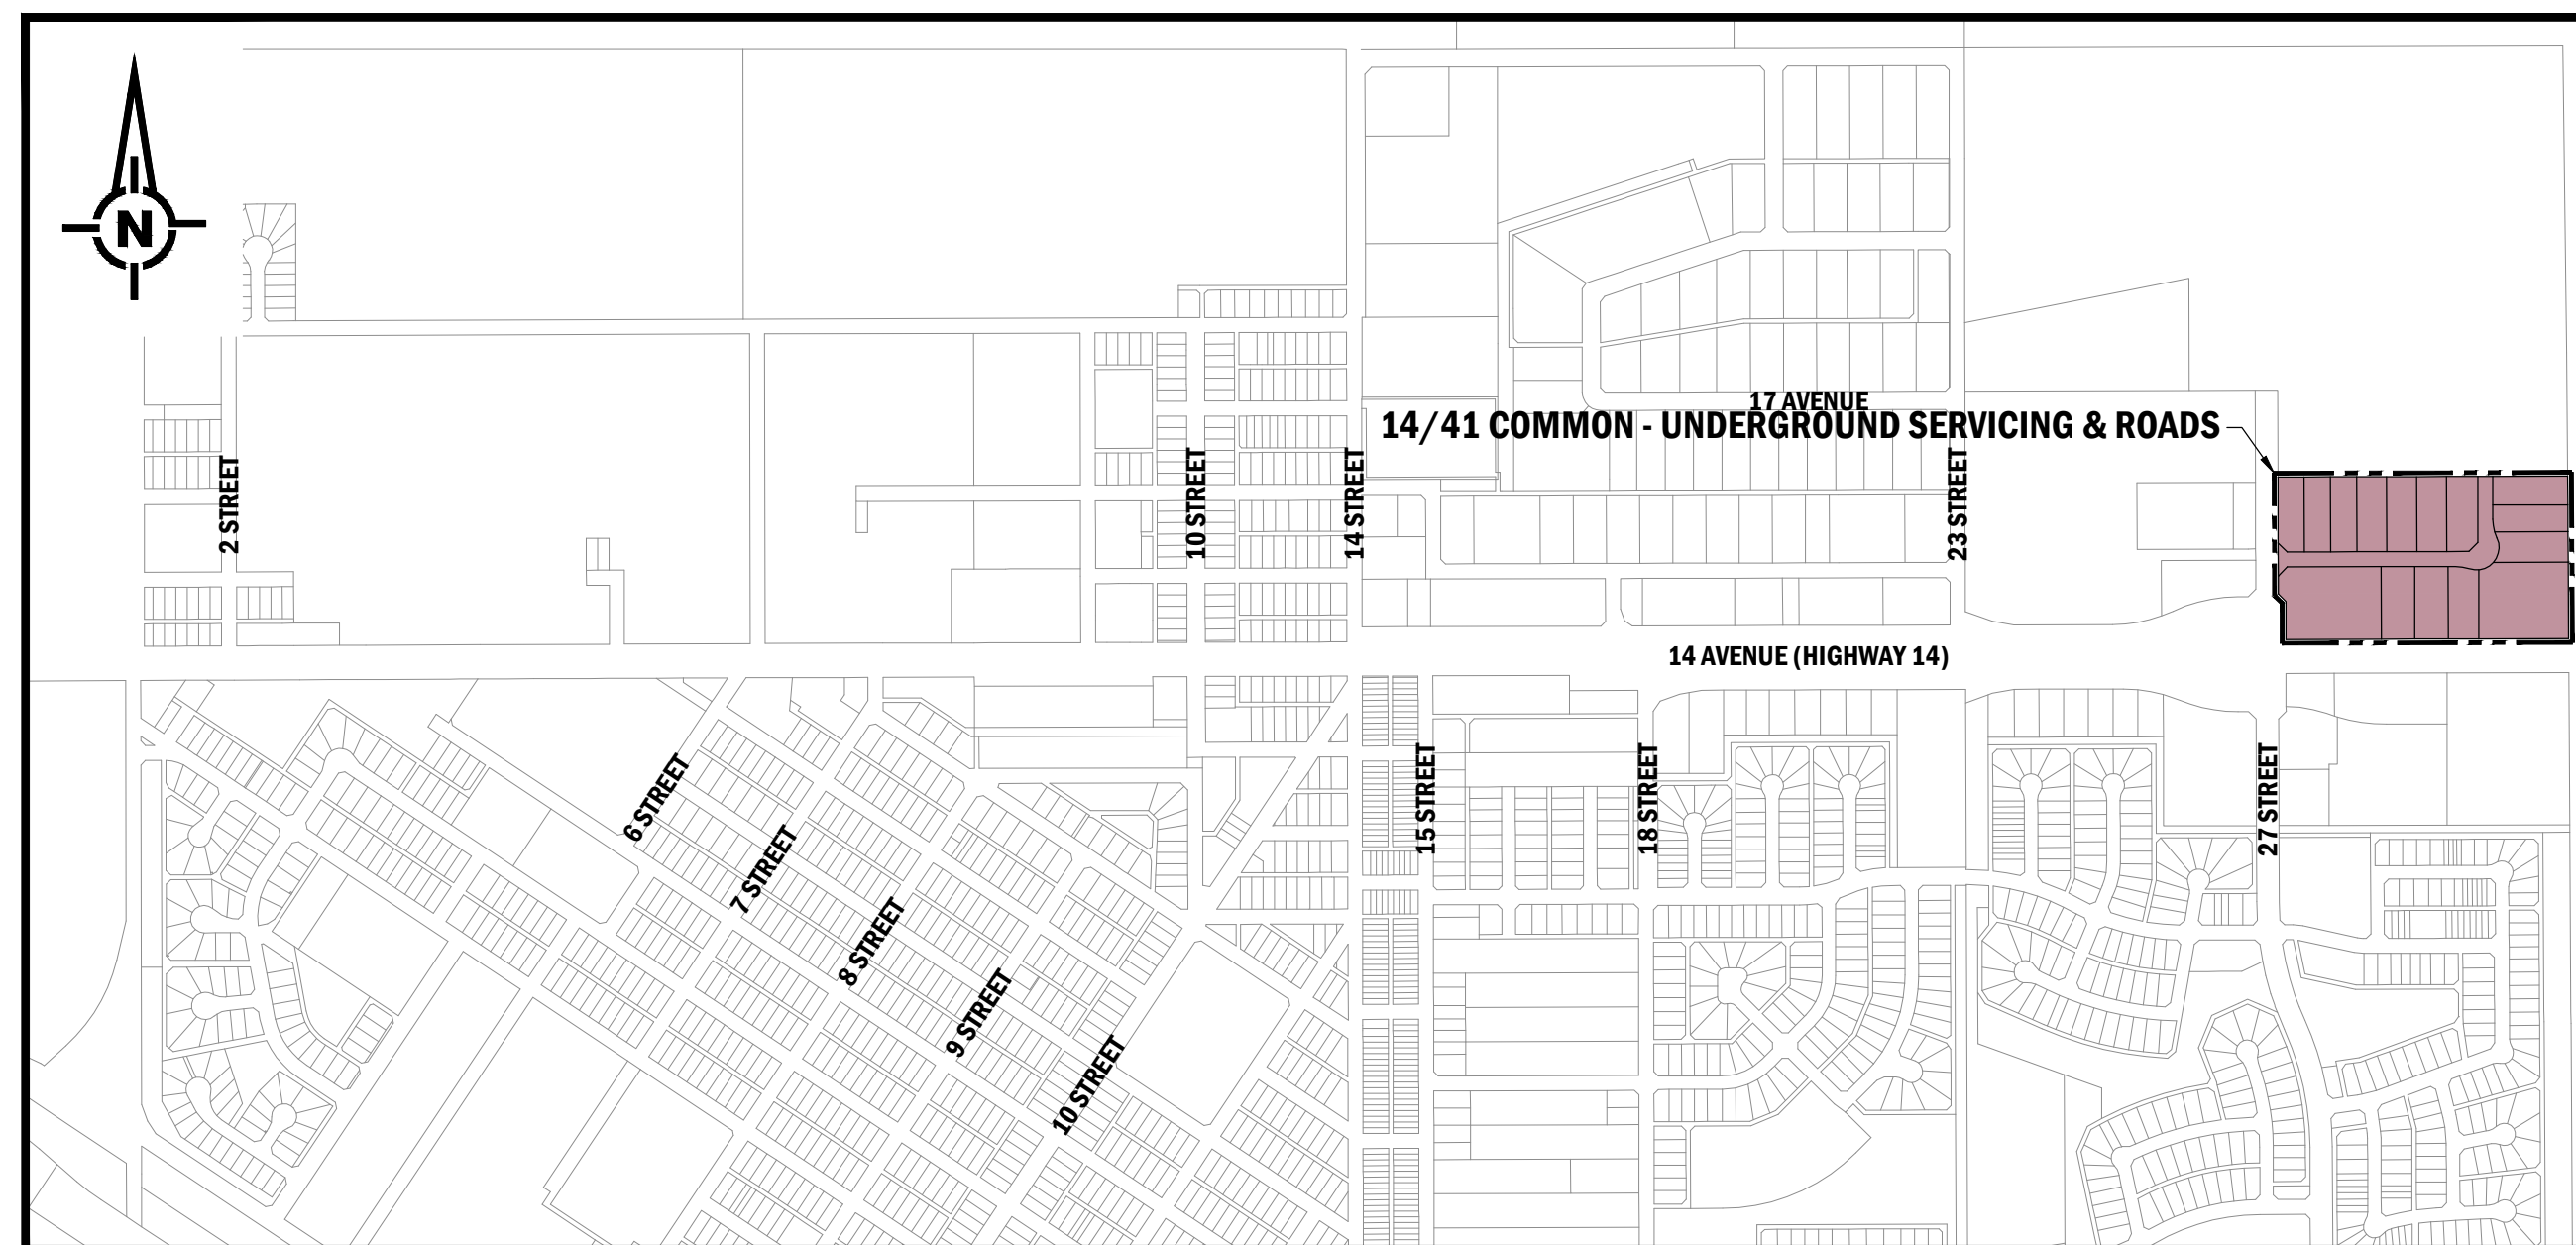 N
17 AVENUE
14/41 COMMON - UNDERGROUND SERVICING & ROADS
2 STREET
10 STREET
14 STREET
23 STREET
14 AVENUE (HIGHWAY 14)
6 STREET
7 STREET
8 STREET
9 STREET
10 STREET
15 STREET
18 STREET
27 STREET